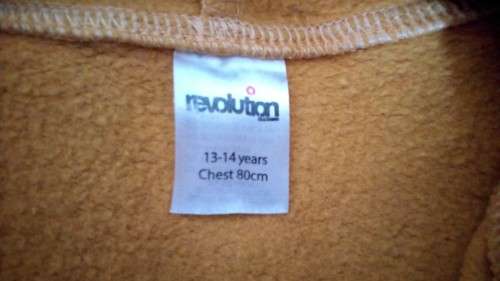 revolution
13-14 years
Chest 80cm